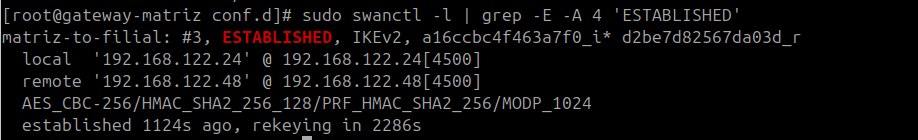 [root@gateway-matriz conf.d]# sudo swanctl -l | grep -E -A 4 'ESTABLISHED'
matriz-to-filial: #3, ESTABLISHED, IKEv2, a16ccbc4f463a7f0_i* d2be7d82567da03d_r
  local  '192.168.122.24' @ 192.168.122.24[4500]
  remote '192.168.122.48' @ 192.168.122.48[4500]
  AES_CBC-256/HMAC_SHA2_256_128/PRF_HMAC_SHA2_256/MODP_1024
  established 1124s ago, rekeying in 2286s